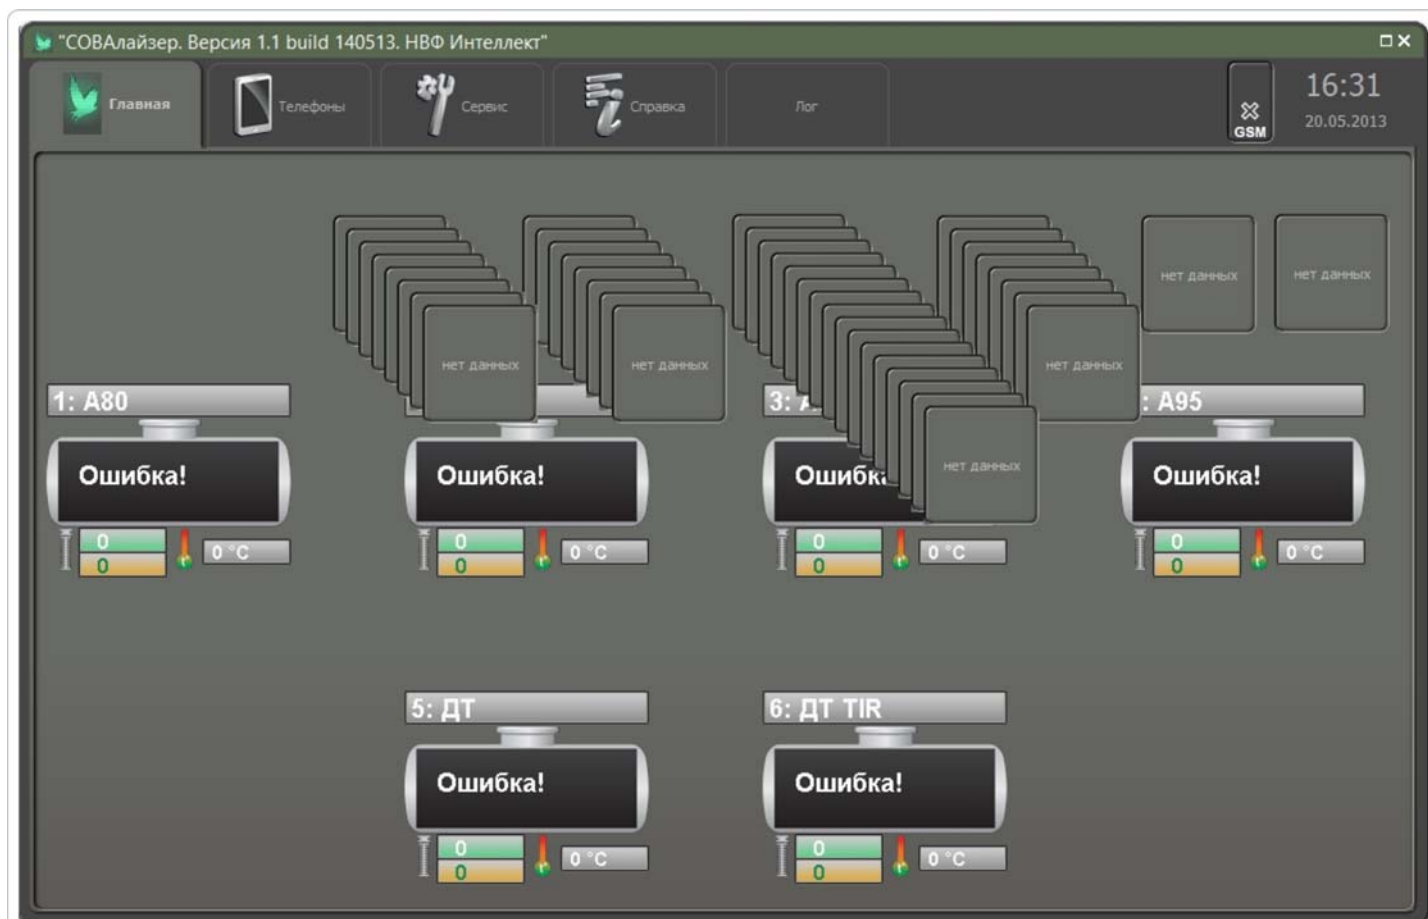 "СОВАлайзер. Версия 1.1 build 140513. НВФ Интеллект"
Главная
Телефоны
Сервис
Справка
Лог
GSM
16:31
20.05.2013
нет данных
нет данных
нет данных
нет данных
нет данных
нет данных
1: А80
3:
: А95
Ошибка!
Ошибка!
Ошибк
Ошибка!
0
0
0 °C
0
0
0 °C
0
0
0 °C
0
0
0 °C
5: ДТ
6: ДТ TIR
Ошибка!
Ошибка!
0
0
0 °C
0
0
0 °C